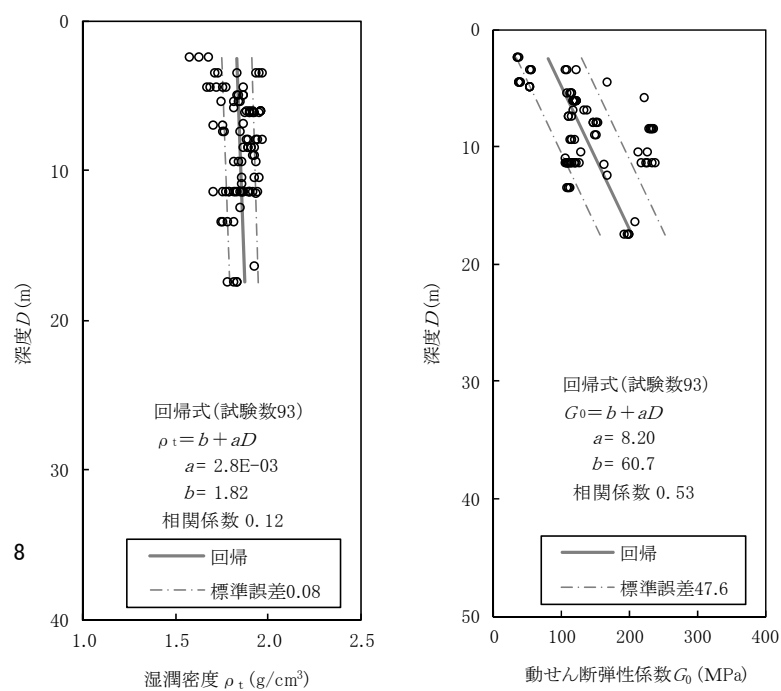 0
10
20
30
40
深度D(m)
回帰式(試験数93)
ρt=b+aD
a= 2.8E-03
b= 1.82
相関係数 0.12
回帰
標準誤差0.08
1.0 1.5 2.0 2.5
湿潤密度 ρt (g/cm³)
8
0
10
20
30
40
50
深度D(m)
回帰式(試験数93)
G0=b+aD
a= 8.20
b= 60.7
相関係数 0.53
回帰
標準誤差47.6
0 100 200 300 400
動せん断弾性係数G0 (MPa)